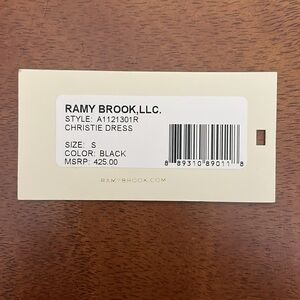 RAMY BROOK,LLC.
STYLE: A1121301R
CHRISTIE DRESS
SIZE: S
COLOR: BLACK
MSRP: 425.00
8 89310 89011 8
RAMYBROOK.COM